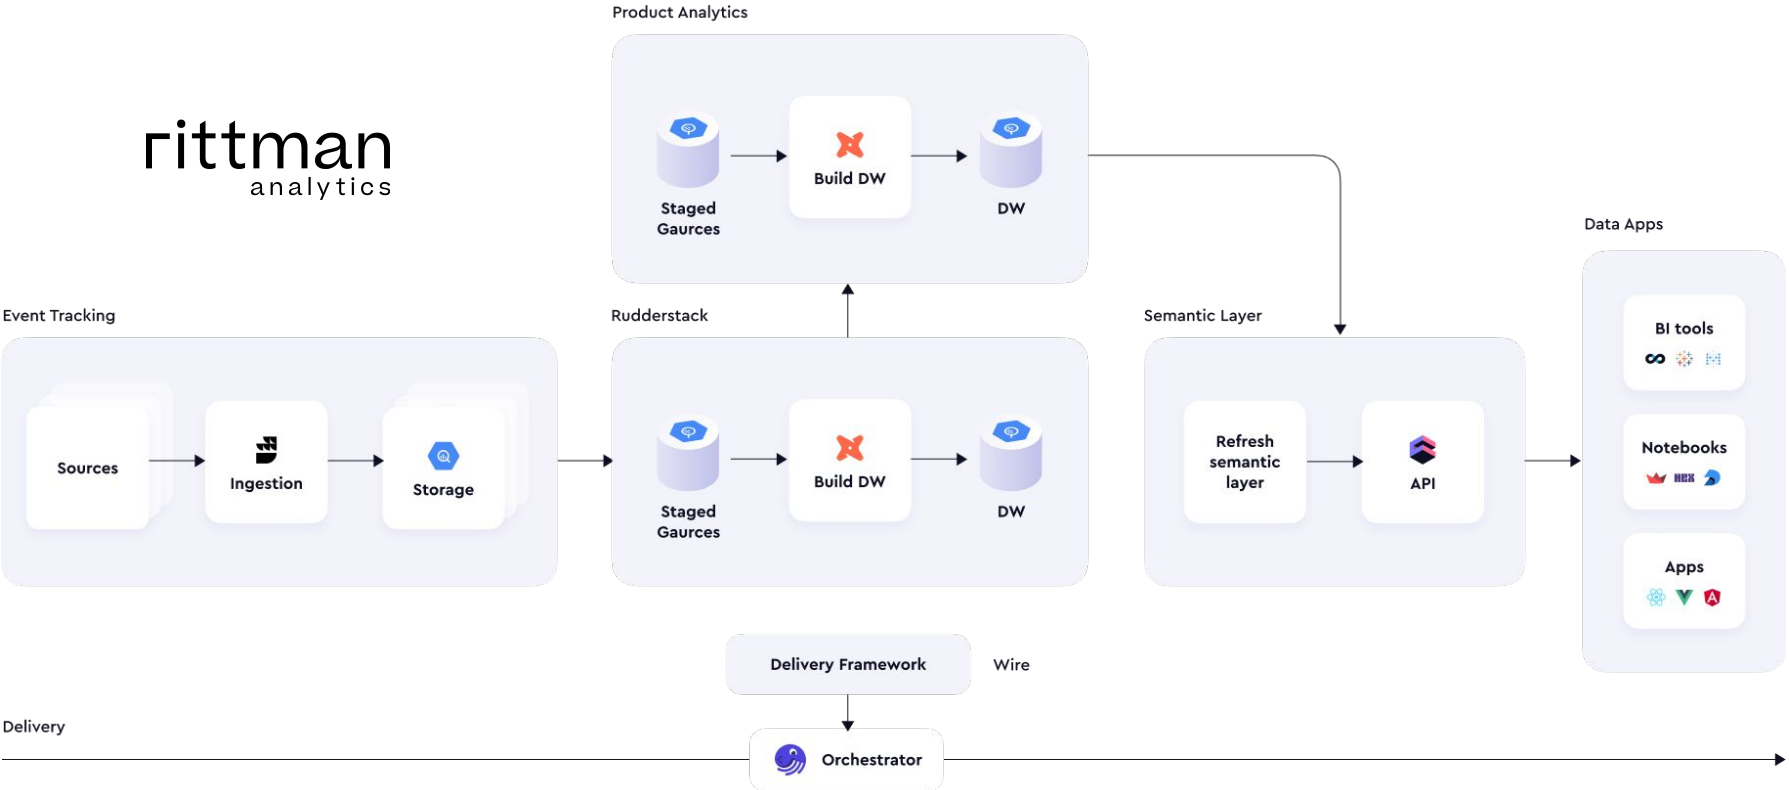 Product Analytics
rittman
analytics
Build DW
Staged
Gaurces
DW
Data Apps
Event Tracking
Rudderstack
Semantic Layer
BI tools
Sources
Ingestion
Storage
Build DW
Staged
Gaurces
DW
Refresh
semantic
layer
API
Notebooks
HEX
Apps
Delivery Framework
Wire
Delivery
Orchestrator